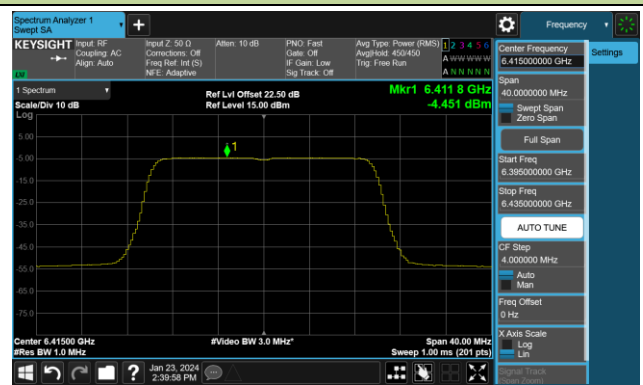 Spectrum Analyzer 1
Swept SA
+
Frequency
KEYSIGHT
Input: RF
Coupling: AC
Align: Auto
Input Z: 50 Ω
Corrections: Off
Freq Ref: Int (S)
NFE: Adaptive
Atten: 10 dB
PNO: Fast
Gate: Off
IF Gain: Low
Sig Track: Off
Avg Type: Power (RMS)
Avg|Hold: 450/450
Trig: Free Run
1 2 3 4 5 6
A W W W W W
A N N N N N
1 Spectrum
Scale/Div 10 dB
Log
Ref Lvl Offset 22.50 dB
Ref Level 15.00 dBm
Mkr1 6.411 8 GHz
-4.451 dBm
1
5.00
-5.00
-15.0
-25.0
-35.0
-45.0
-55.0
-65.0
-75.0
Center 6.41500 GHz
#Res BW 1.0 MHz
#Video BW 3.0 MHz*
Span 40.00 MHz
Sweep 1.00 ms (201 pts)
Jan 23, 2024
2:39:58 PM
?
Center Frequency
6.415000000 GHz
Settings
Span
40.0000000 MHz
Swept Span
Zero Span
Full Span
Start Freq
6.395000000 GHz
Stop Freq
6.435000000 GHz
AUTO TUNE
CF Step
4.000000 MHz
Auto
Man
Freq Offset
0 Hz
X Axis Scale
Log
Lin
Signal Track
(Span Zoom)